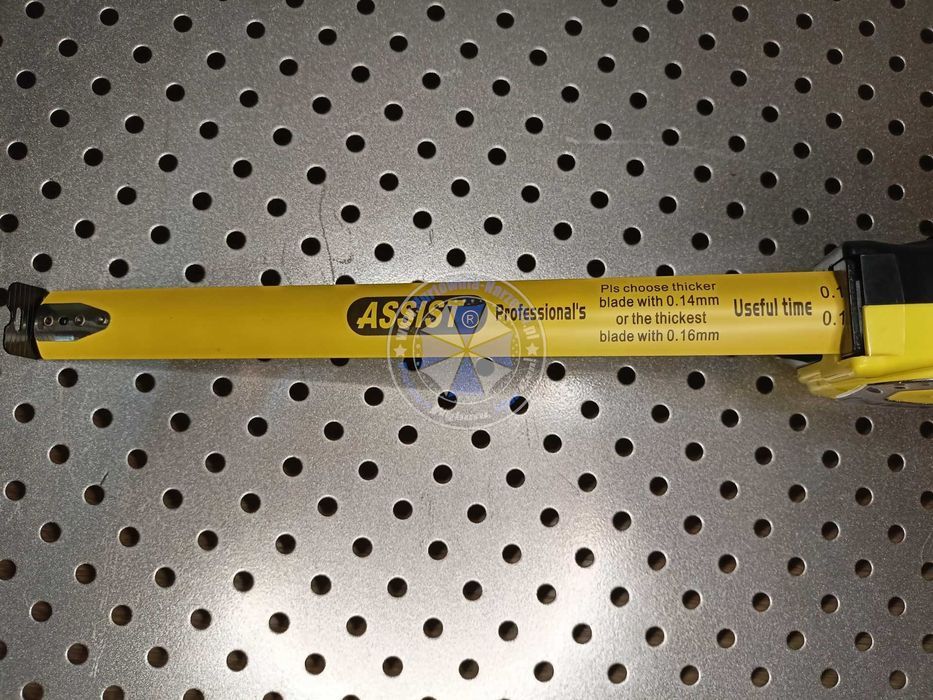 ASSIST® Professional's
Pls choose thicker
blade with 0.14mm
or the thickest
blade with 0.16mm
Useful time